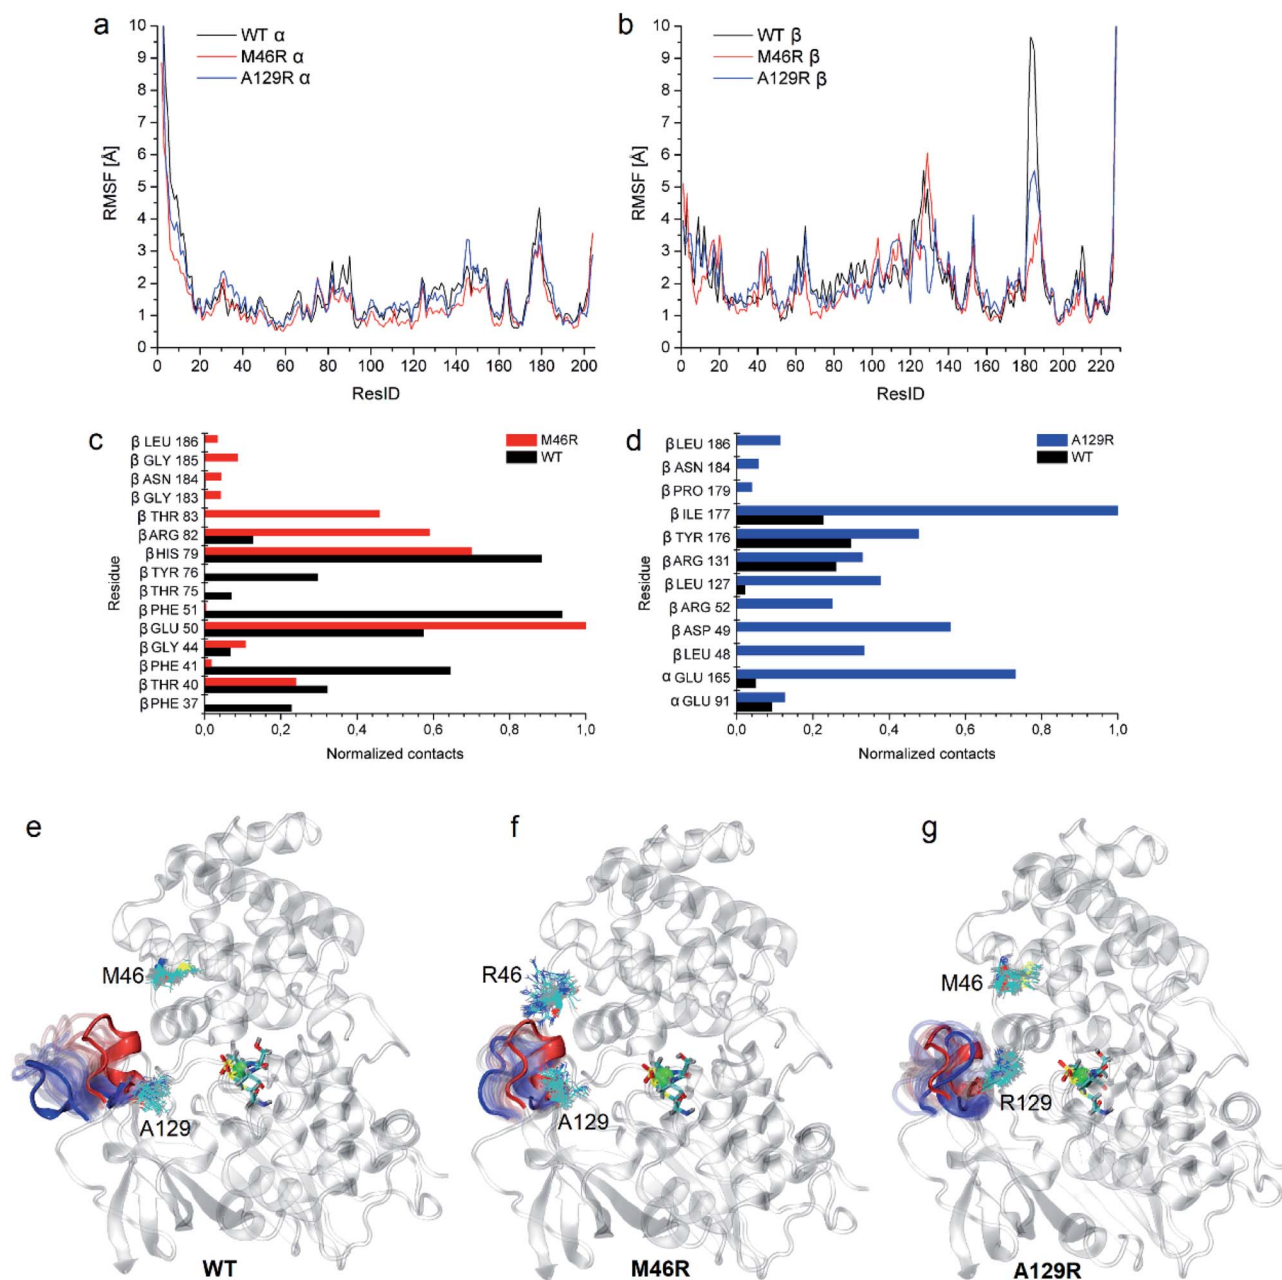 a
WT α
M46R α
A129R α
RMSF [Å]
10
9
8
7
6
5
4
3
2
1
0
0 20 40 60 80 100 120 140 160 180 200
ResID
b
WT β
M46R β
A129R β
RMSF [Å]
10
9
8
7
6
5
4
3
2
1
0
0 20 40 60 80 100 120 140 160 180 200 220
ResID
c
M46R
WT
Residue
β LEU 186
β GLY 185
β ASN 184
β GLY 183
β THR 83
β ARG 82
β HIS 79
β TYR 76
β THR 75
β PHE 51
β GLU 50
β GLY 44
β PHE 41
β THR 40
β PHE 37
0,0 0,2 0,4 0,6 0,8 1,0
Normalized contacts
d
A129R
WT
Residue
β LEU 186
β ASN 184
β PRO 179
β ILE 177
β TYR 176
β ARG 131
β LEU 127
β ARG 52
β ASP 49
β LEU 48
α GLU 165
α GLU 91
0,0 0,2 0,4 0,6 0,8 1,0
Normalized contacts
e
M46
A129
WT
f
R46
A129
M46R
g
M46
R129
A129R